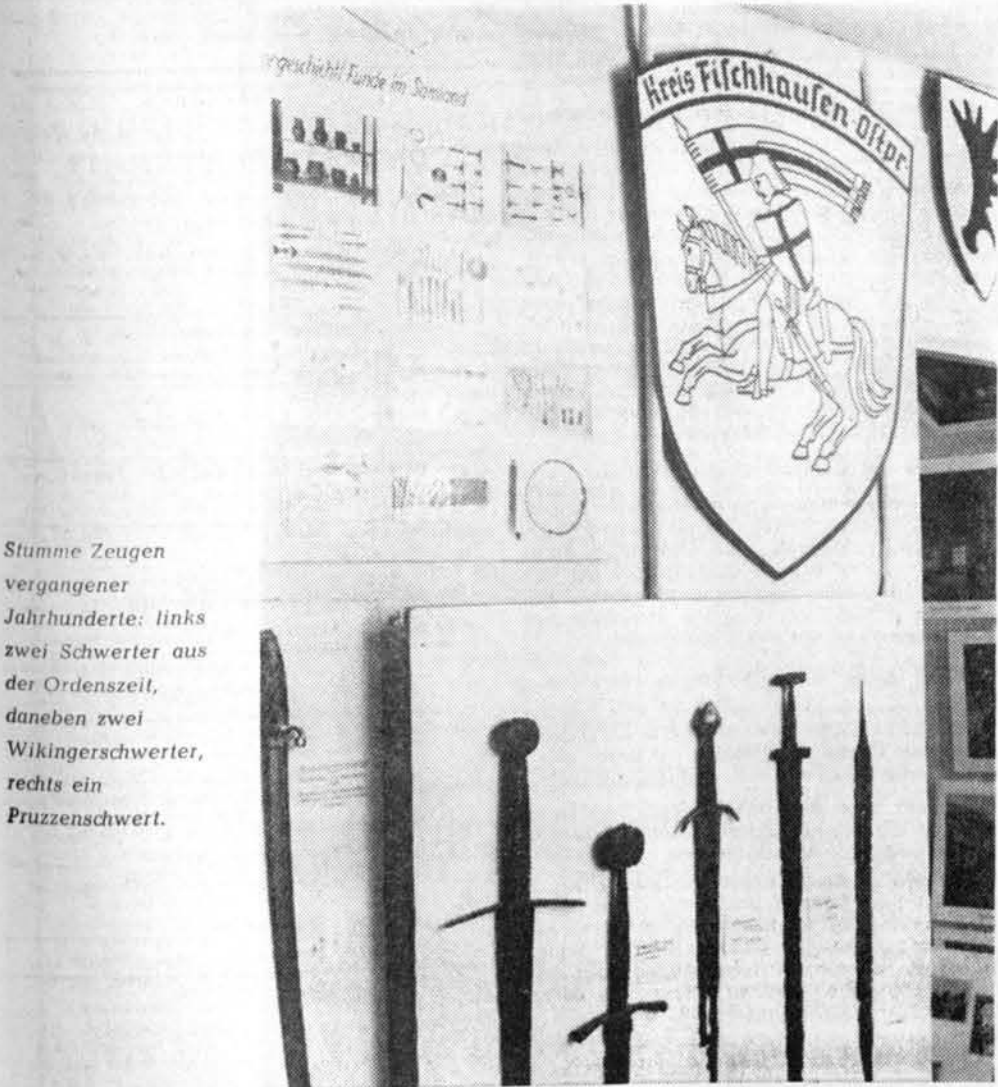 geschichtl. Funde im Samland
Kreis Fischhausen Ostpr.
Stumme Zeugen
vergangener
Jahrhunderte: links
zwei Schwerter aus
der Ordenszeit,
daneben zwei
Wikingerschwerter,
rechts ein
Pruzzenschwert.